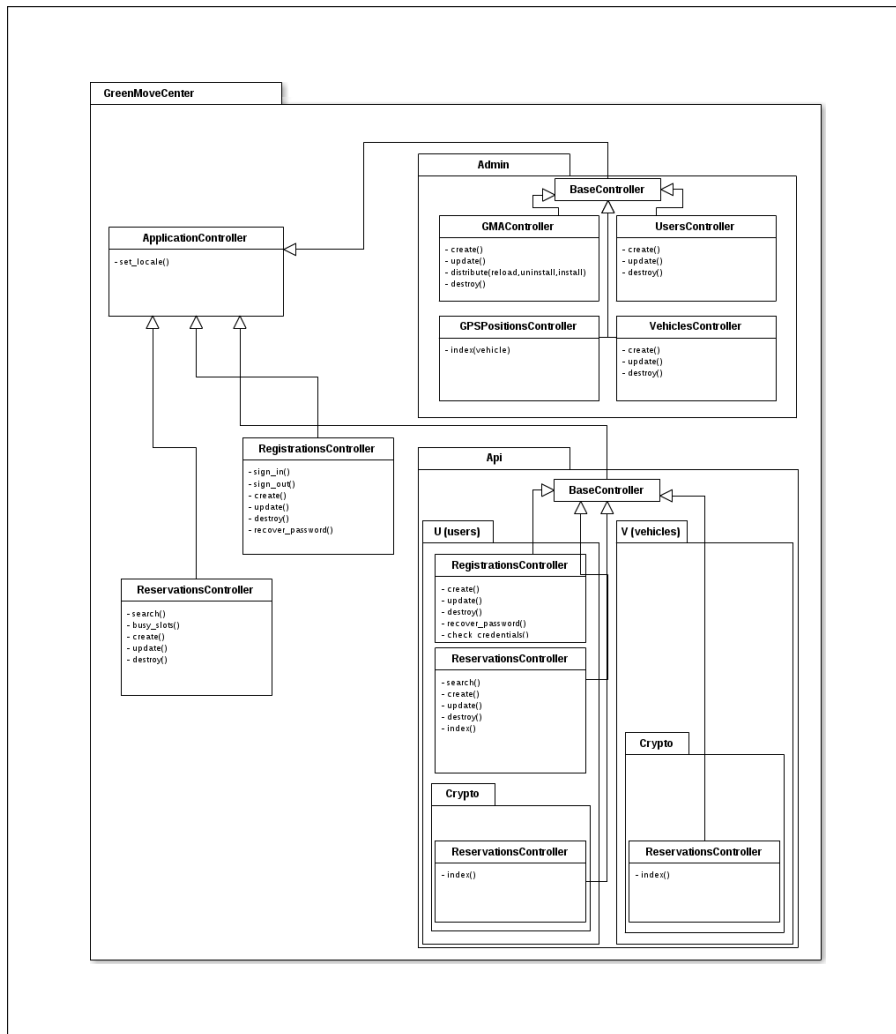 GreenMoveCenter
Admin
BaseController
GMAController
- create()
- update()
- distribute(reload,uninstall,install)
- destroy()
UsersController
- create()
- update()
- destroy()
ApplicationController
- set_locale()
GPSPositionsController
- index(vehicle)
VehiclesController
- create()
- update()
- destroy()
RegistrationsController
- sign_in()
- sign_out()
- create()
- update()
- destroy()
- recover_password()
Api
BaseController
U (users)
V (vehicles)
RegistrationsController
- create()
- update()
- destroy()
- recover_password()
- check_credentials()
ReservationsController
- search()
- busy_slots()
- create()
- update()
- destroy()
ReservationsController
- search()
- create()
- update()
- destroy()
- index()
Crypto
Crypto
ReservationsController
- index()
ReservationsController
- index()